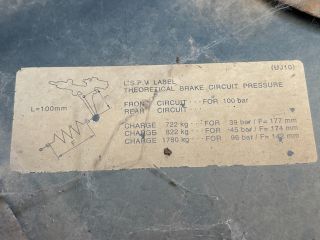 (UJ10)
L.S.P.V LABEL
THEORETICAL BRAKE CIRCUIT PRESSURE
L=100mm
FRONT CIRCUIT ··· FOR 100 bar
REAR CIRCUIT ···
CHARGE 722 kg ··· FOR 39 bar / F= 177 mm
CHARGE 822 kg ··· FOR 45 bar / F= 174 mm
CHARGE 1780 kg ··· FOR 96 bar / F= mm